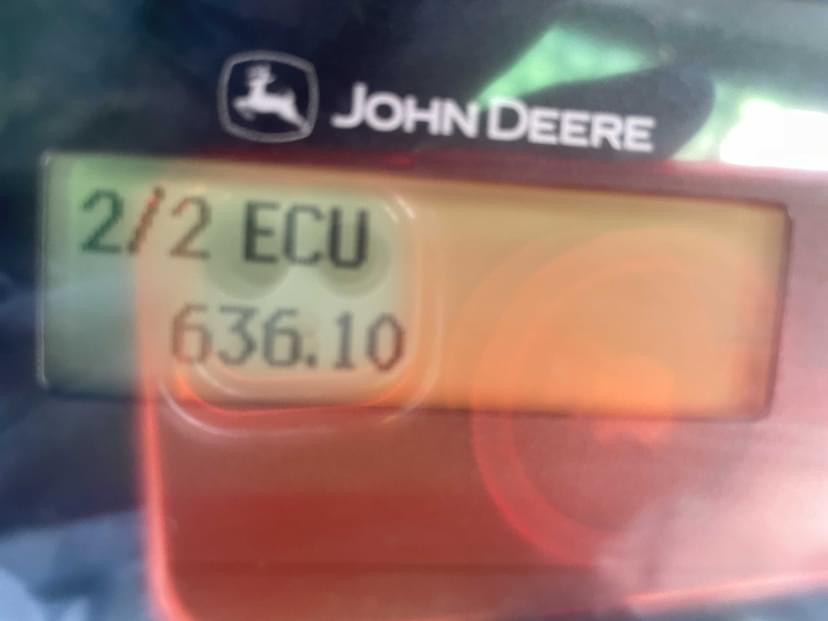 JOHN DEERE
2/2 ECU
636.10